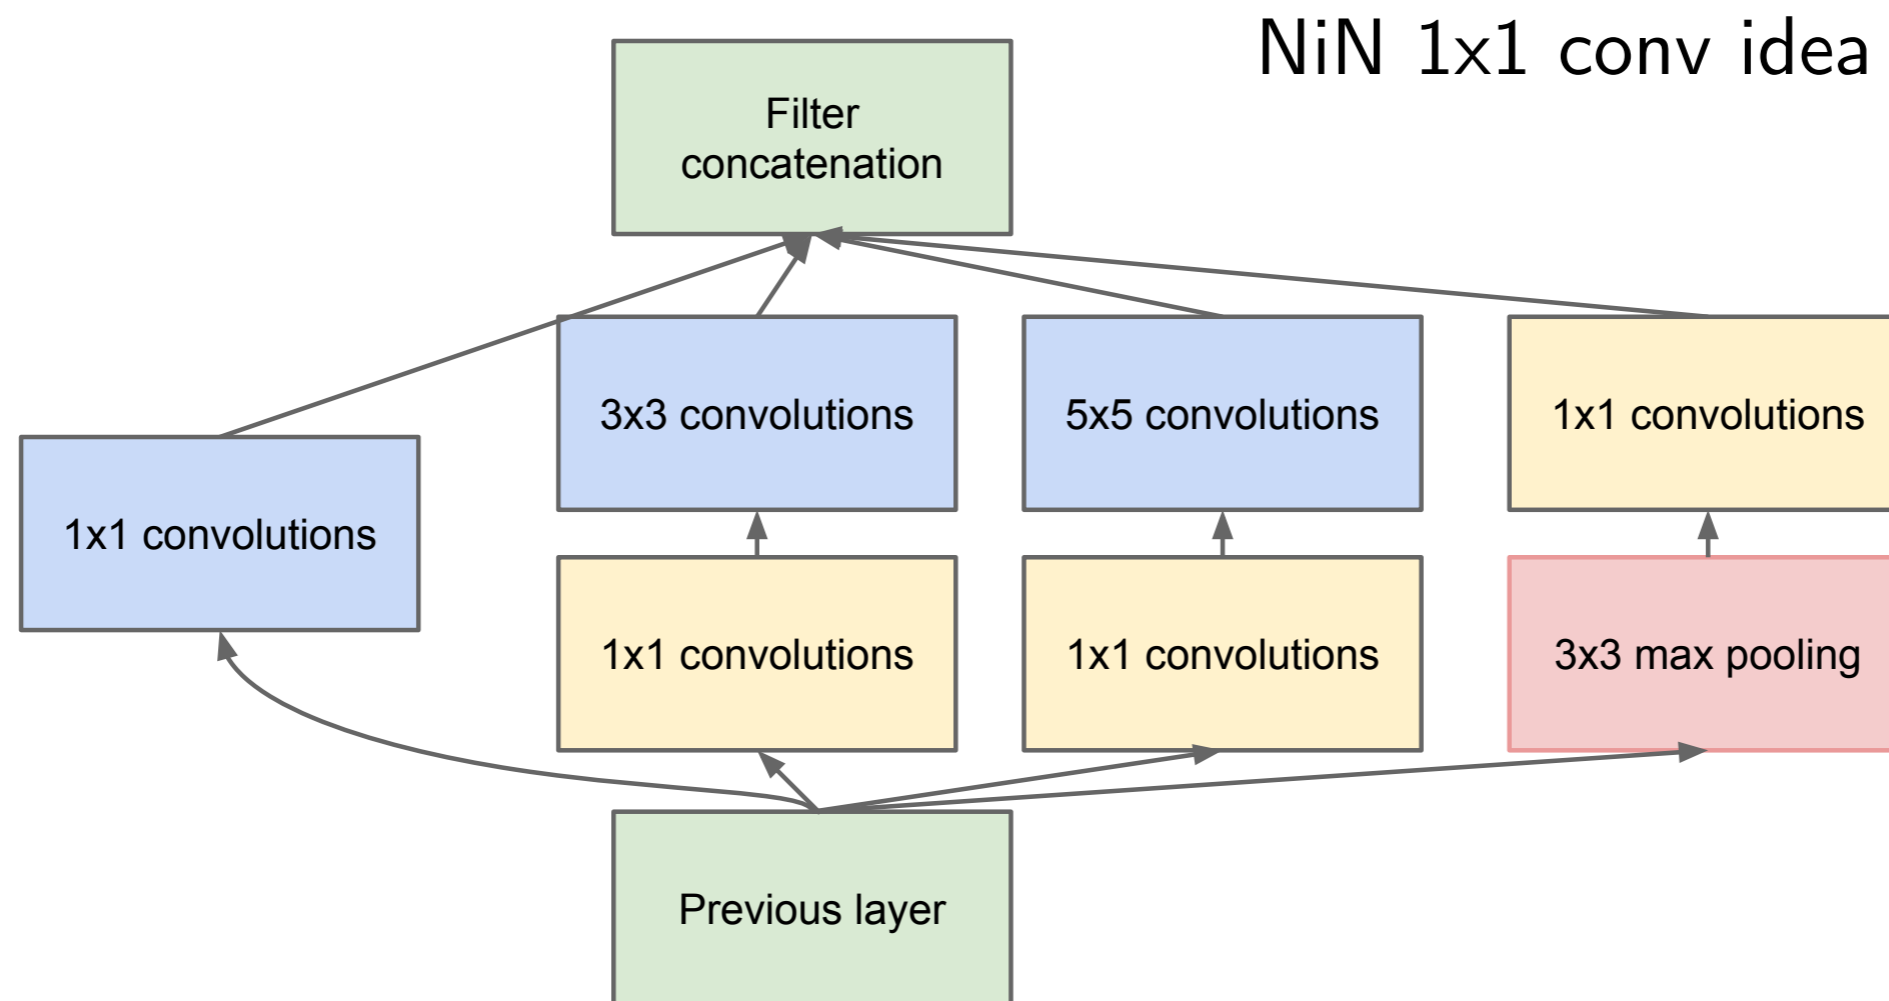 NiN 1x1 conv idea
Filter
concatenation
3x3 convolutions
5x5 convolutions
1x1 convolutions
1x1 convolutions
1x1 convolutions
1x1 convolutions
3x3 max pooling
Previous layer